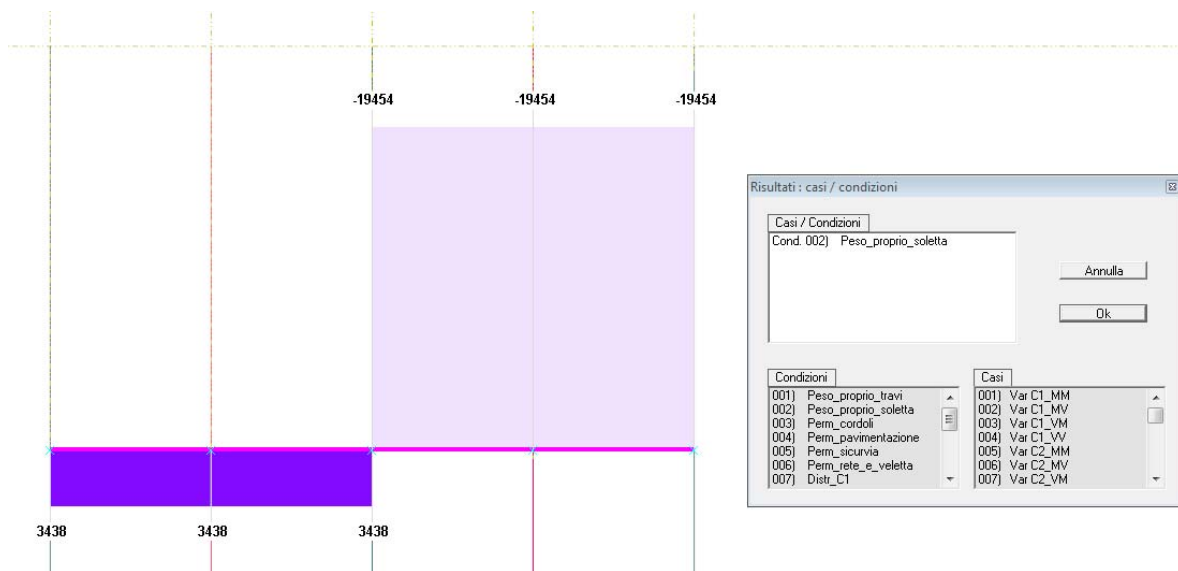 -19454 -19454 -19454
Risultati : casi / condizioni
Casi / Condizioni
Cond. 002) Peso_proprio_soletta
Annulla
Ok
Condizioni
001) Peso_proprio_travi
002) Peso_proprio_soletta
003) Perm_cordoli
004) Perm_pavimentazione
005) Perm_sicurvia
006) Perm_rete_e_veletta
007) Distr_C1
Casi
001) Var C1_MM
002) Var C1_MV
003) Var C1_VM
004) Var C1_VV
005) Var C2_MM
006) Var C2_MV
007) Var C2_VM
3438 3438 3438